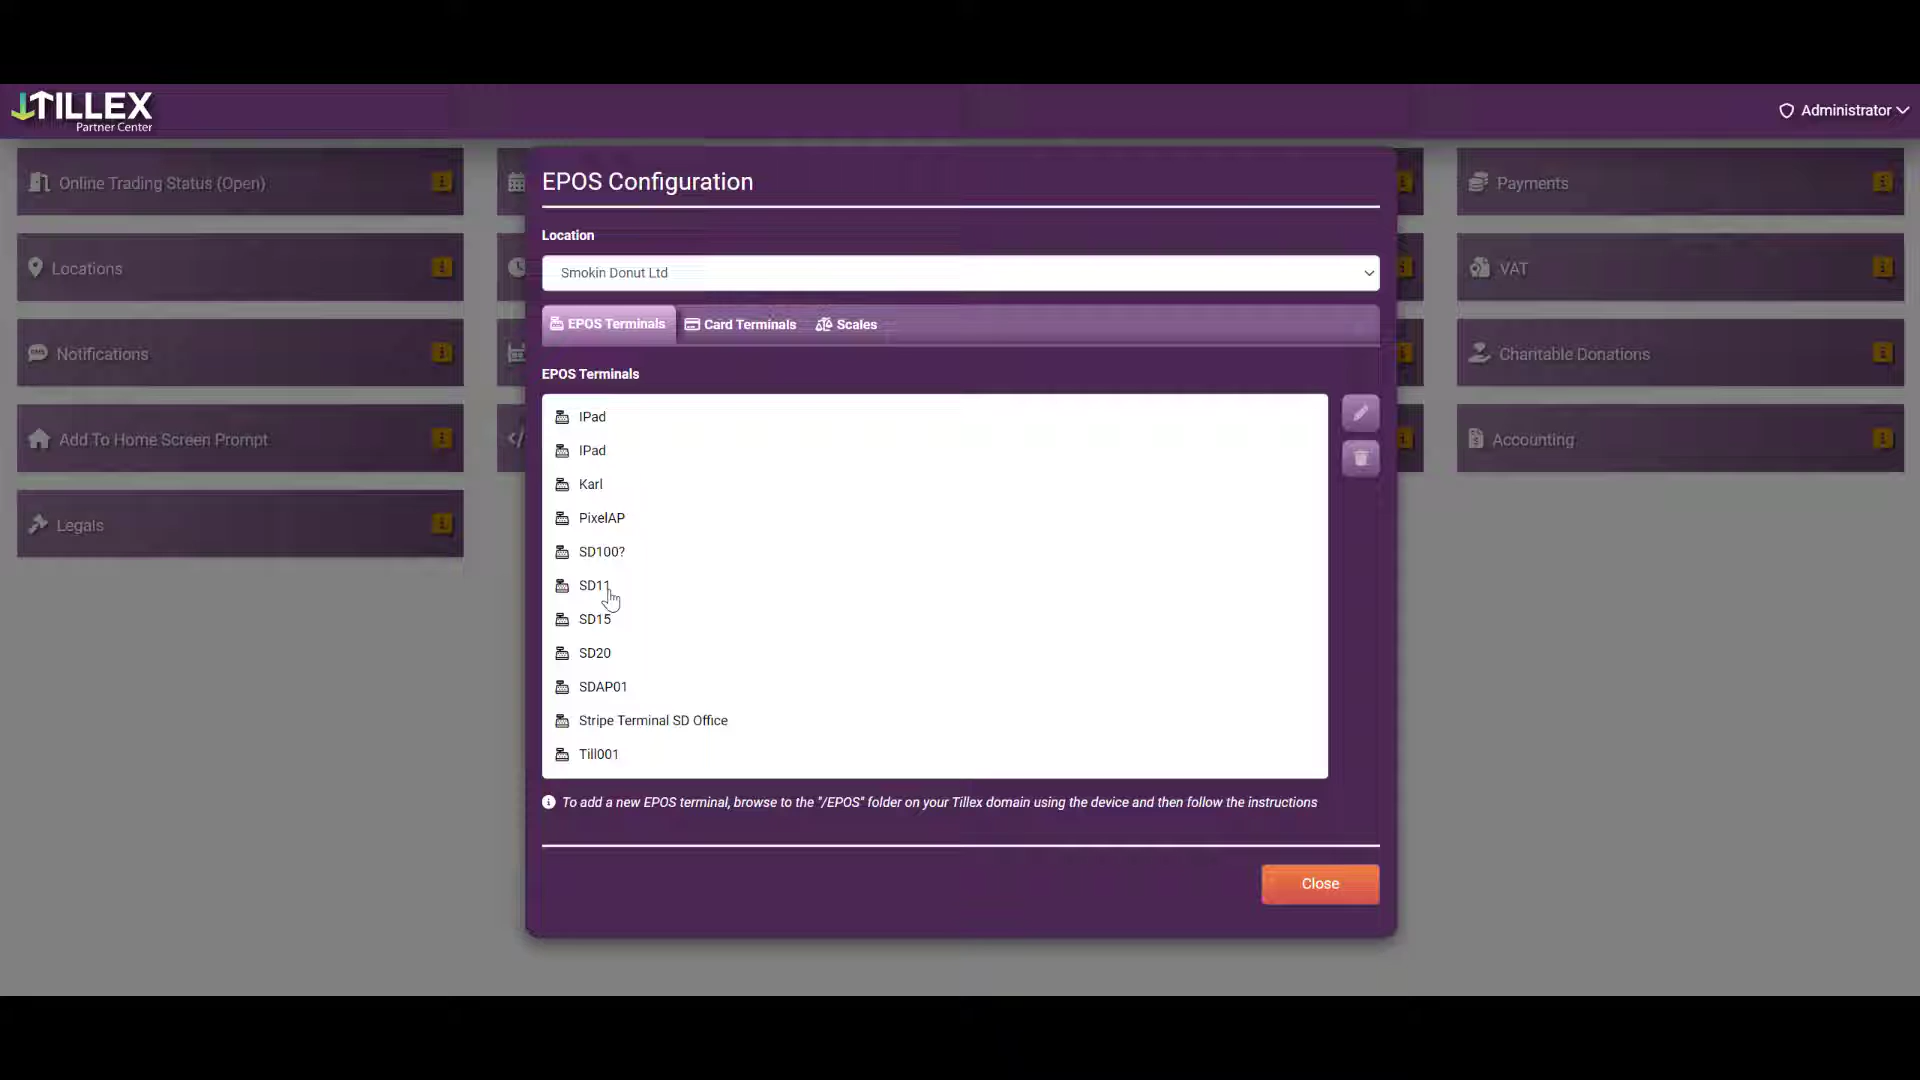 TILLEX
Partner Center
Administrator
Online Trading Status (Open)
Payments
Locations
VAT
Notifications
Charitable Donations
Add To Home Screen Prompt
Accounting
Legals
EPOS Configuration
Location
Smokin Donut Ltd
EPOS Terminals Card Terminals Scales
EPOS Terminals
IPad
IPad
Karl
PixelAP
SD100?
SD11
SD15
SD20
SDAP01
Stripe Terminal SD Office
Till001
To add a new EPOS terminal, browse to the "/EPOS" folder on your Tillex domain using the device and then follow the instructions
Close